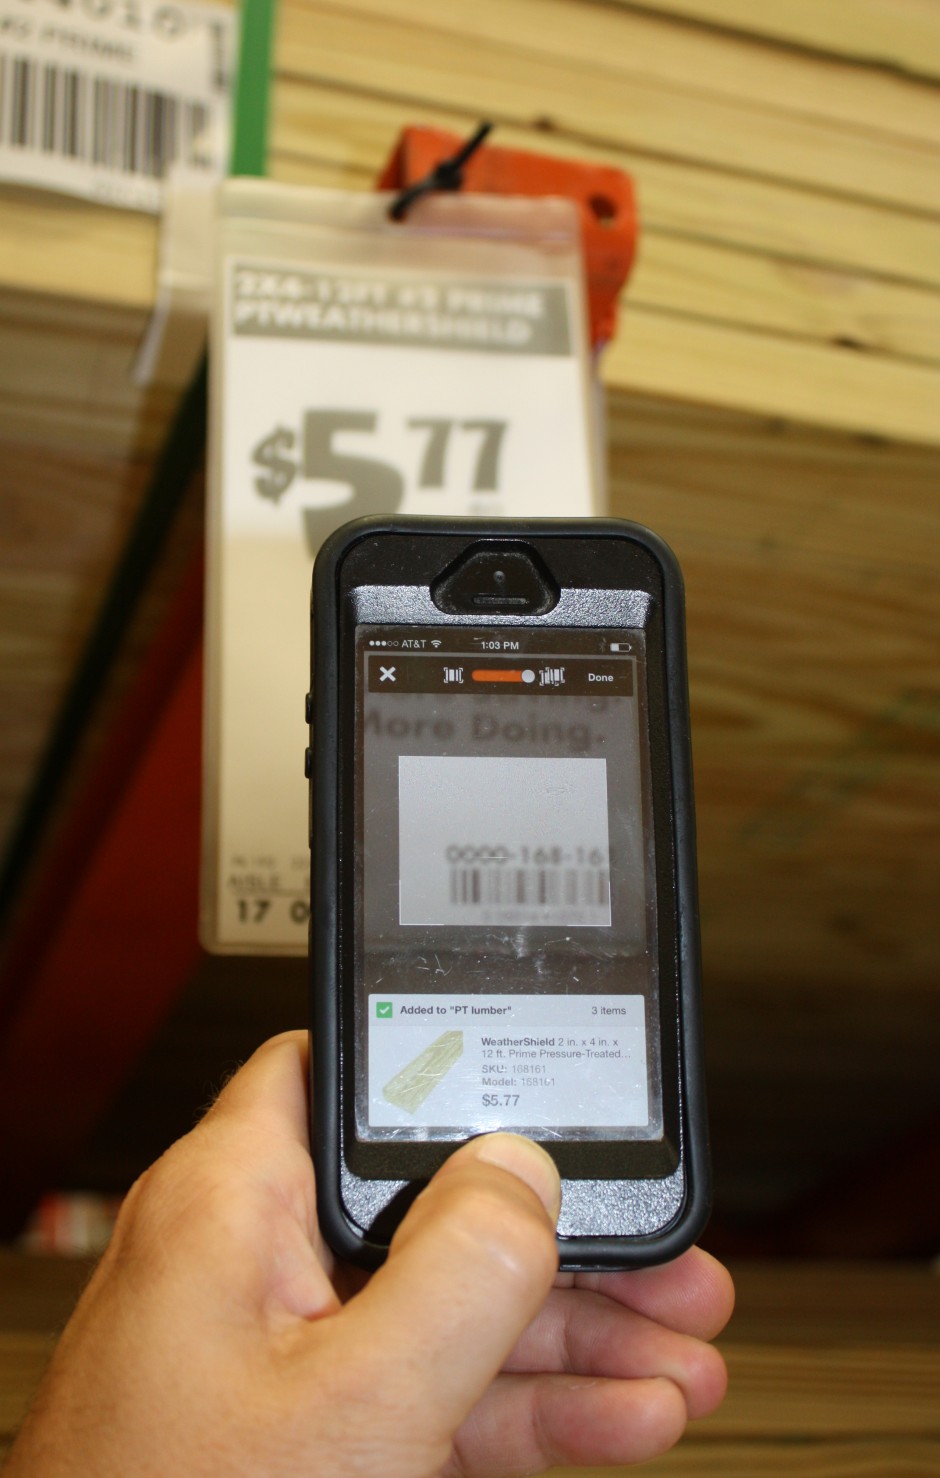 2X4-12FT #2 PRIME
PTWEATHERSHIELD
$5 77
AT&T
1:03 PM
Done
More Doing.
0000-168-161
AISLE
17 0
Added to "PT lumber"
3 items
WeatherShield 2 in. x 4 in. x
12 ft. Prime Pressure-Treated...
SKU: 168161
Model: 168161
$5.77